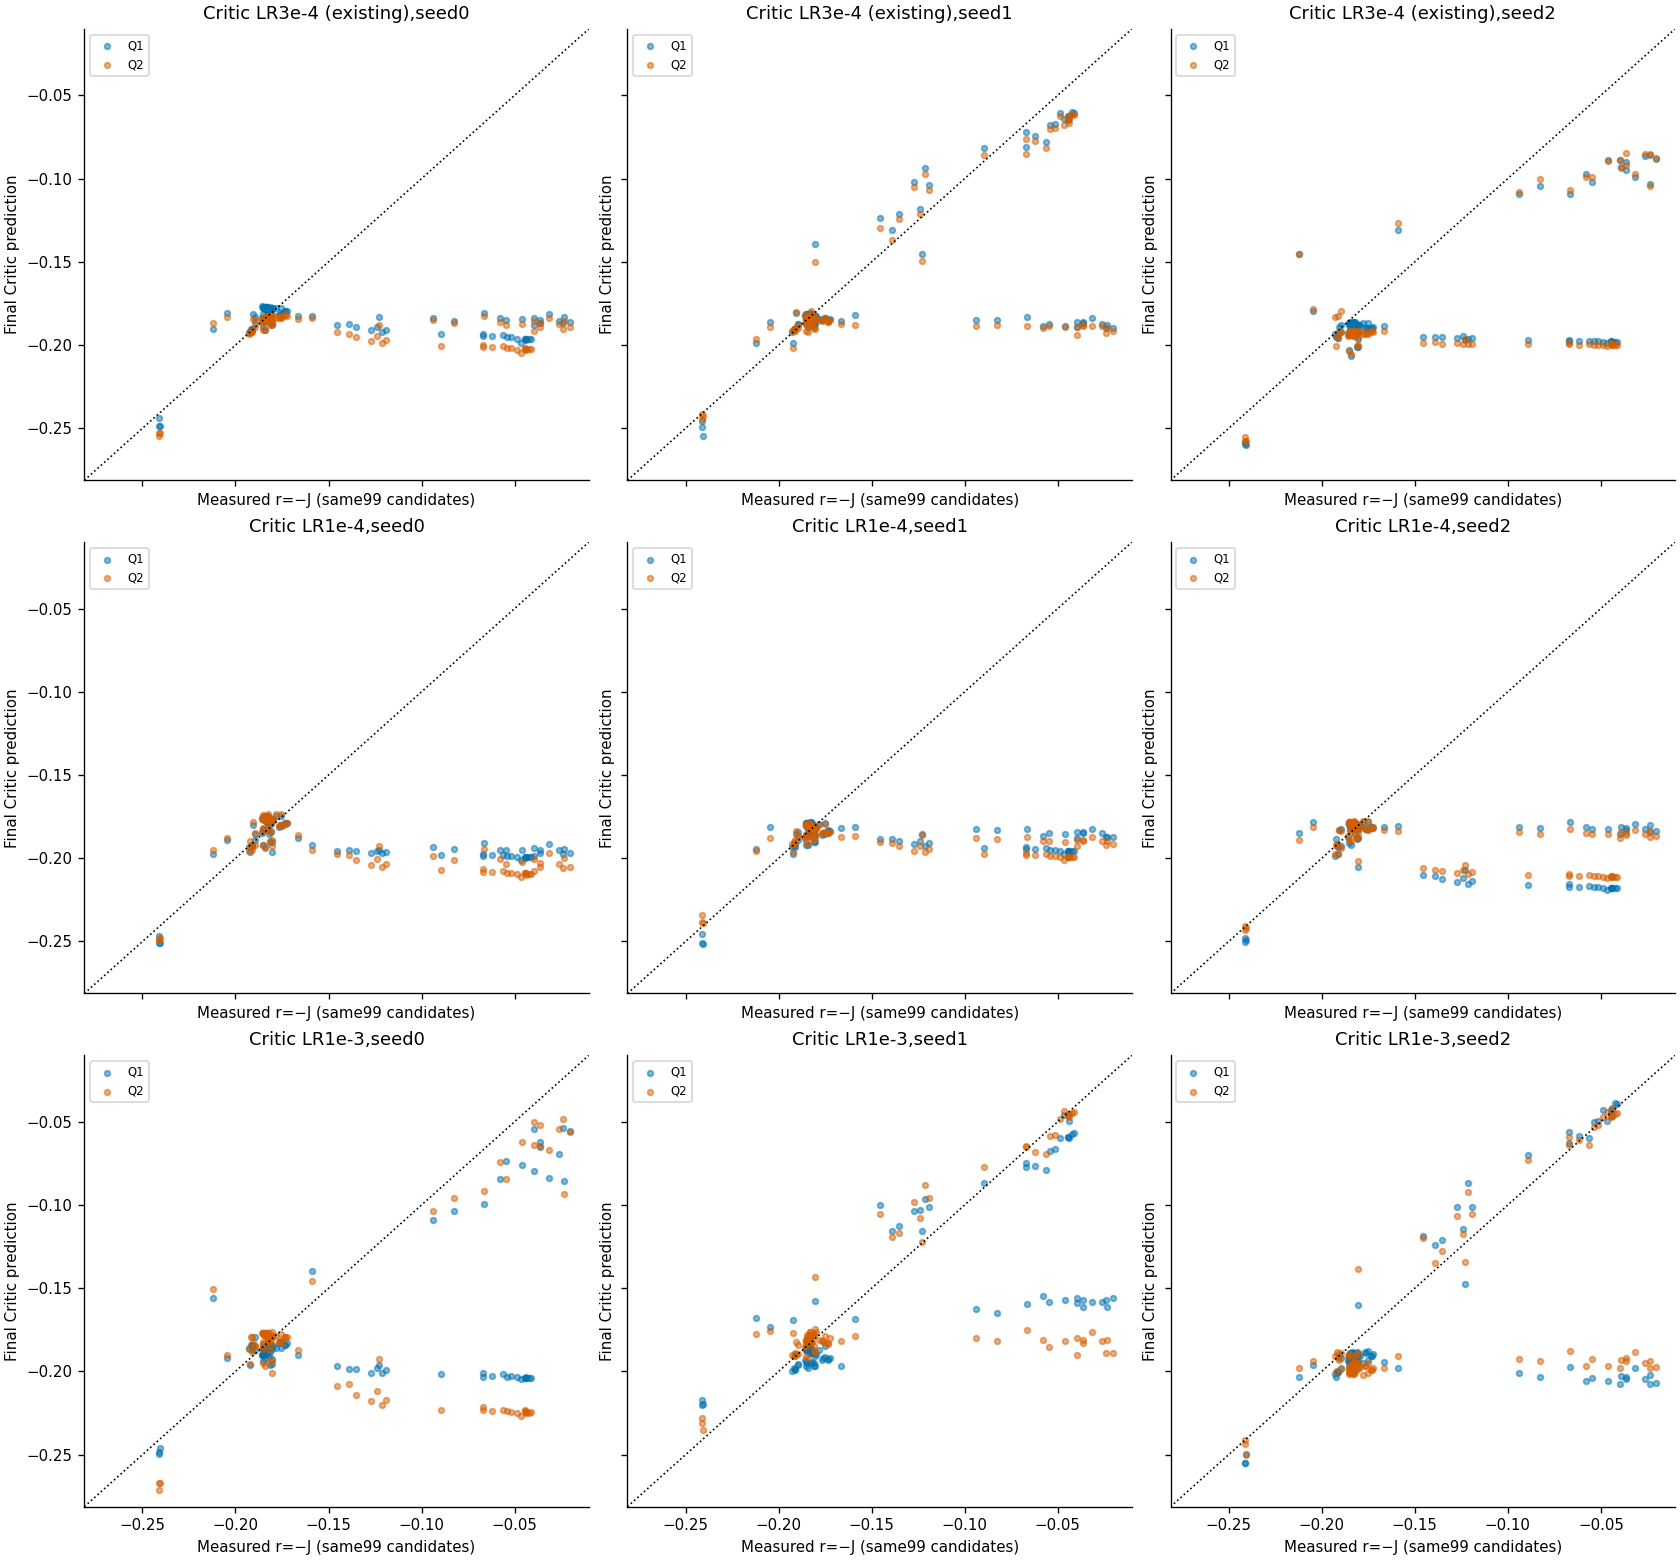 Critic LR3e-4 (existing),seed0
Critic LR3e-4 (existing),seed1
Critic LR3e-4 (existing),seed2
Q1
Q2
Q1
Q2
Q1
Q2
Final Critic prediction
−0.05
−0.10
−0.15
−0.20
−0.25
Final Critic prediction
Final Critic prediction
Measured r=−J (same99 candidates)
Measured r=−J (same99 candidates)
Measured r=−J (same99 candidates)
Critic LR1e-4,seed0
Critic LR1e-4,seed1
Critic LR1e-4,seed2
Q1
Q2
Q1
Q2
Q1
Q2
Final Critic prediction
−0.05
−0.10
−0.15
−0.20
−0.25
Final Critic prediction
Final Critic prediction
Measured r=−J (same99 candidates)
Measured r=−J (same99 candidates)
Measured r=−J (same99 candidates)
Critic LR1e-3,seed0
Critic LR1e-3,seed1
Critic LR1e-3,seed2
Q1
Q2
Q1
Q2
Q1
Q2
Final Critic prediction
−0.05
−0.10
−0.15
−0.20
−0.25
Final Critic prediction
Final Critic prediction
−0.25 −0.20 −0.15 −0.10 −0.05
−0.25 −0.20 −0.15 −0.10 −0.05
−0.25 −0.20 −0.15 −0.10 −0.05
Measured r=−J (same99 candidates)
Measured r=−J (same99 candidates)
Measured r=−J (same99 candidates)